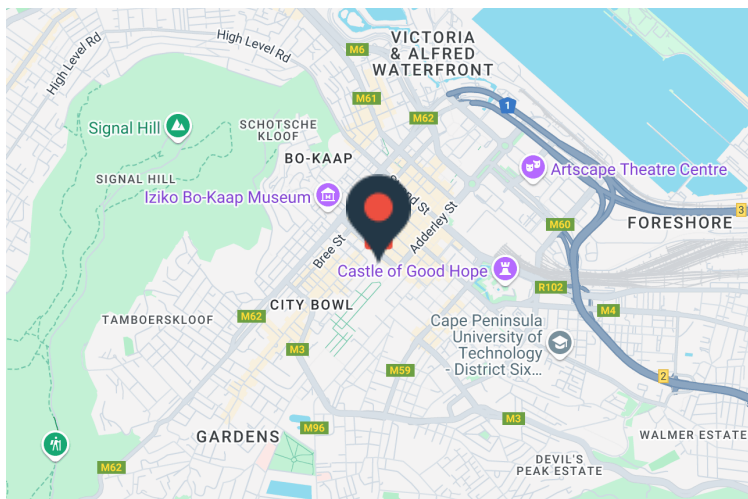 High Level Rd
High Level Rd
M6
VICTORIA
& ALFRED
WATERFRONT
M61
1
M62
Signal Hill
SCHOTSCHE
KLOOF
BO-KAAP
Artscape Theatre Centre
SIGNAL HILL
Iziko Bo-Kaap Museum
3
M60
FORESHORE
Adderley St
Bree St
Castle of Good Hope
R102
CITY BOWL
M62
TAMBOERSKLOOF
M4
Cape Peninsula
University of
Technology
- District Six...
M3
M59
2
M3
M96
GARDENS
WALMER ESTATE
M62
DEVIL'S
PEAK ESTATE